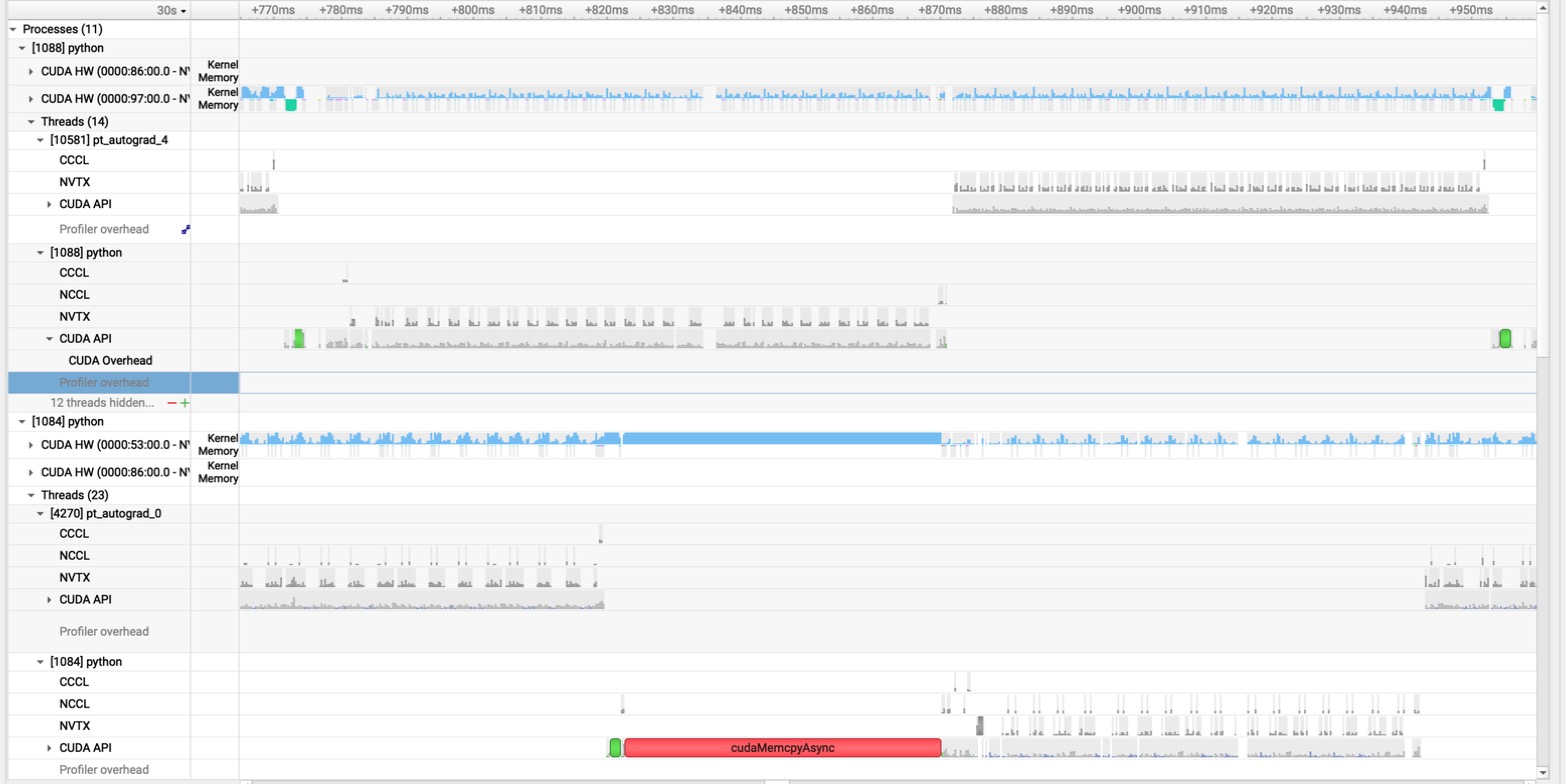 30s +770ms +780ms +790ms +800ms +810ms +820ms +830ms +840ms +850ms +860ms +870ms +880ms +890ms +900ms +910ms +920ms +930ms +940ms +950ms
Processes (11)
[1088] python
CUDA HW (0000:86:00.0 - N Kernel
Memory
CUDA HW (0000:97:00.0 - N Kernel
Memory
Threads (14)
[10581] pt_autograd_4
CCCL
NVTX
CUDA API
Profiler overhead
[1088] python
CCCL
NCCL
NVTX
CUDA API
CUDA Overhead
Profiler overhead
12 threads hidden...
[1084] python
CUDA HW (0000:53:00.0 - N Kernel
Memory
CUDA HW (0000:86:00.0 - N Kernel
Memory
Threads (23)
[4270] pt_autograd_0
CCCL
NCCL
NVTX
CUDA API
Profiler overhead
[1084] python
CCCL
NCCL
NVTX
CUDA API cudaMemcpyAsync
Profiler overhead